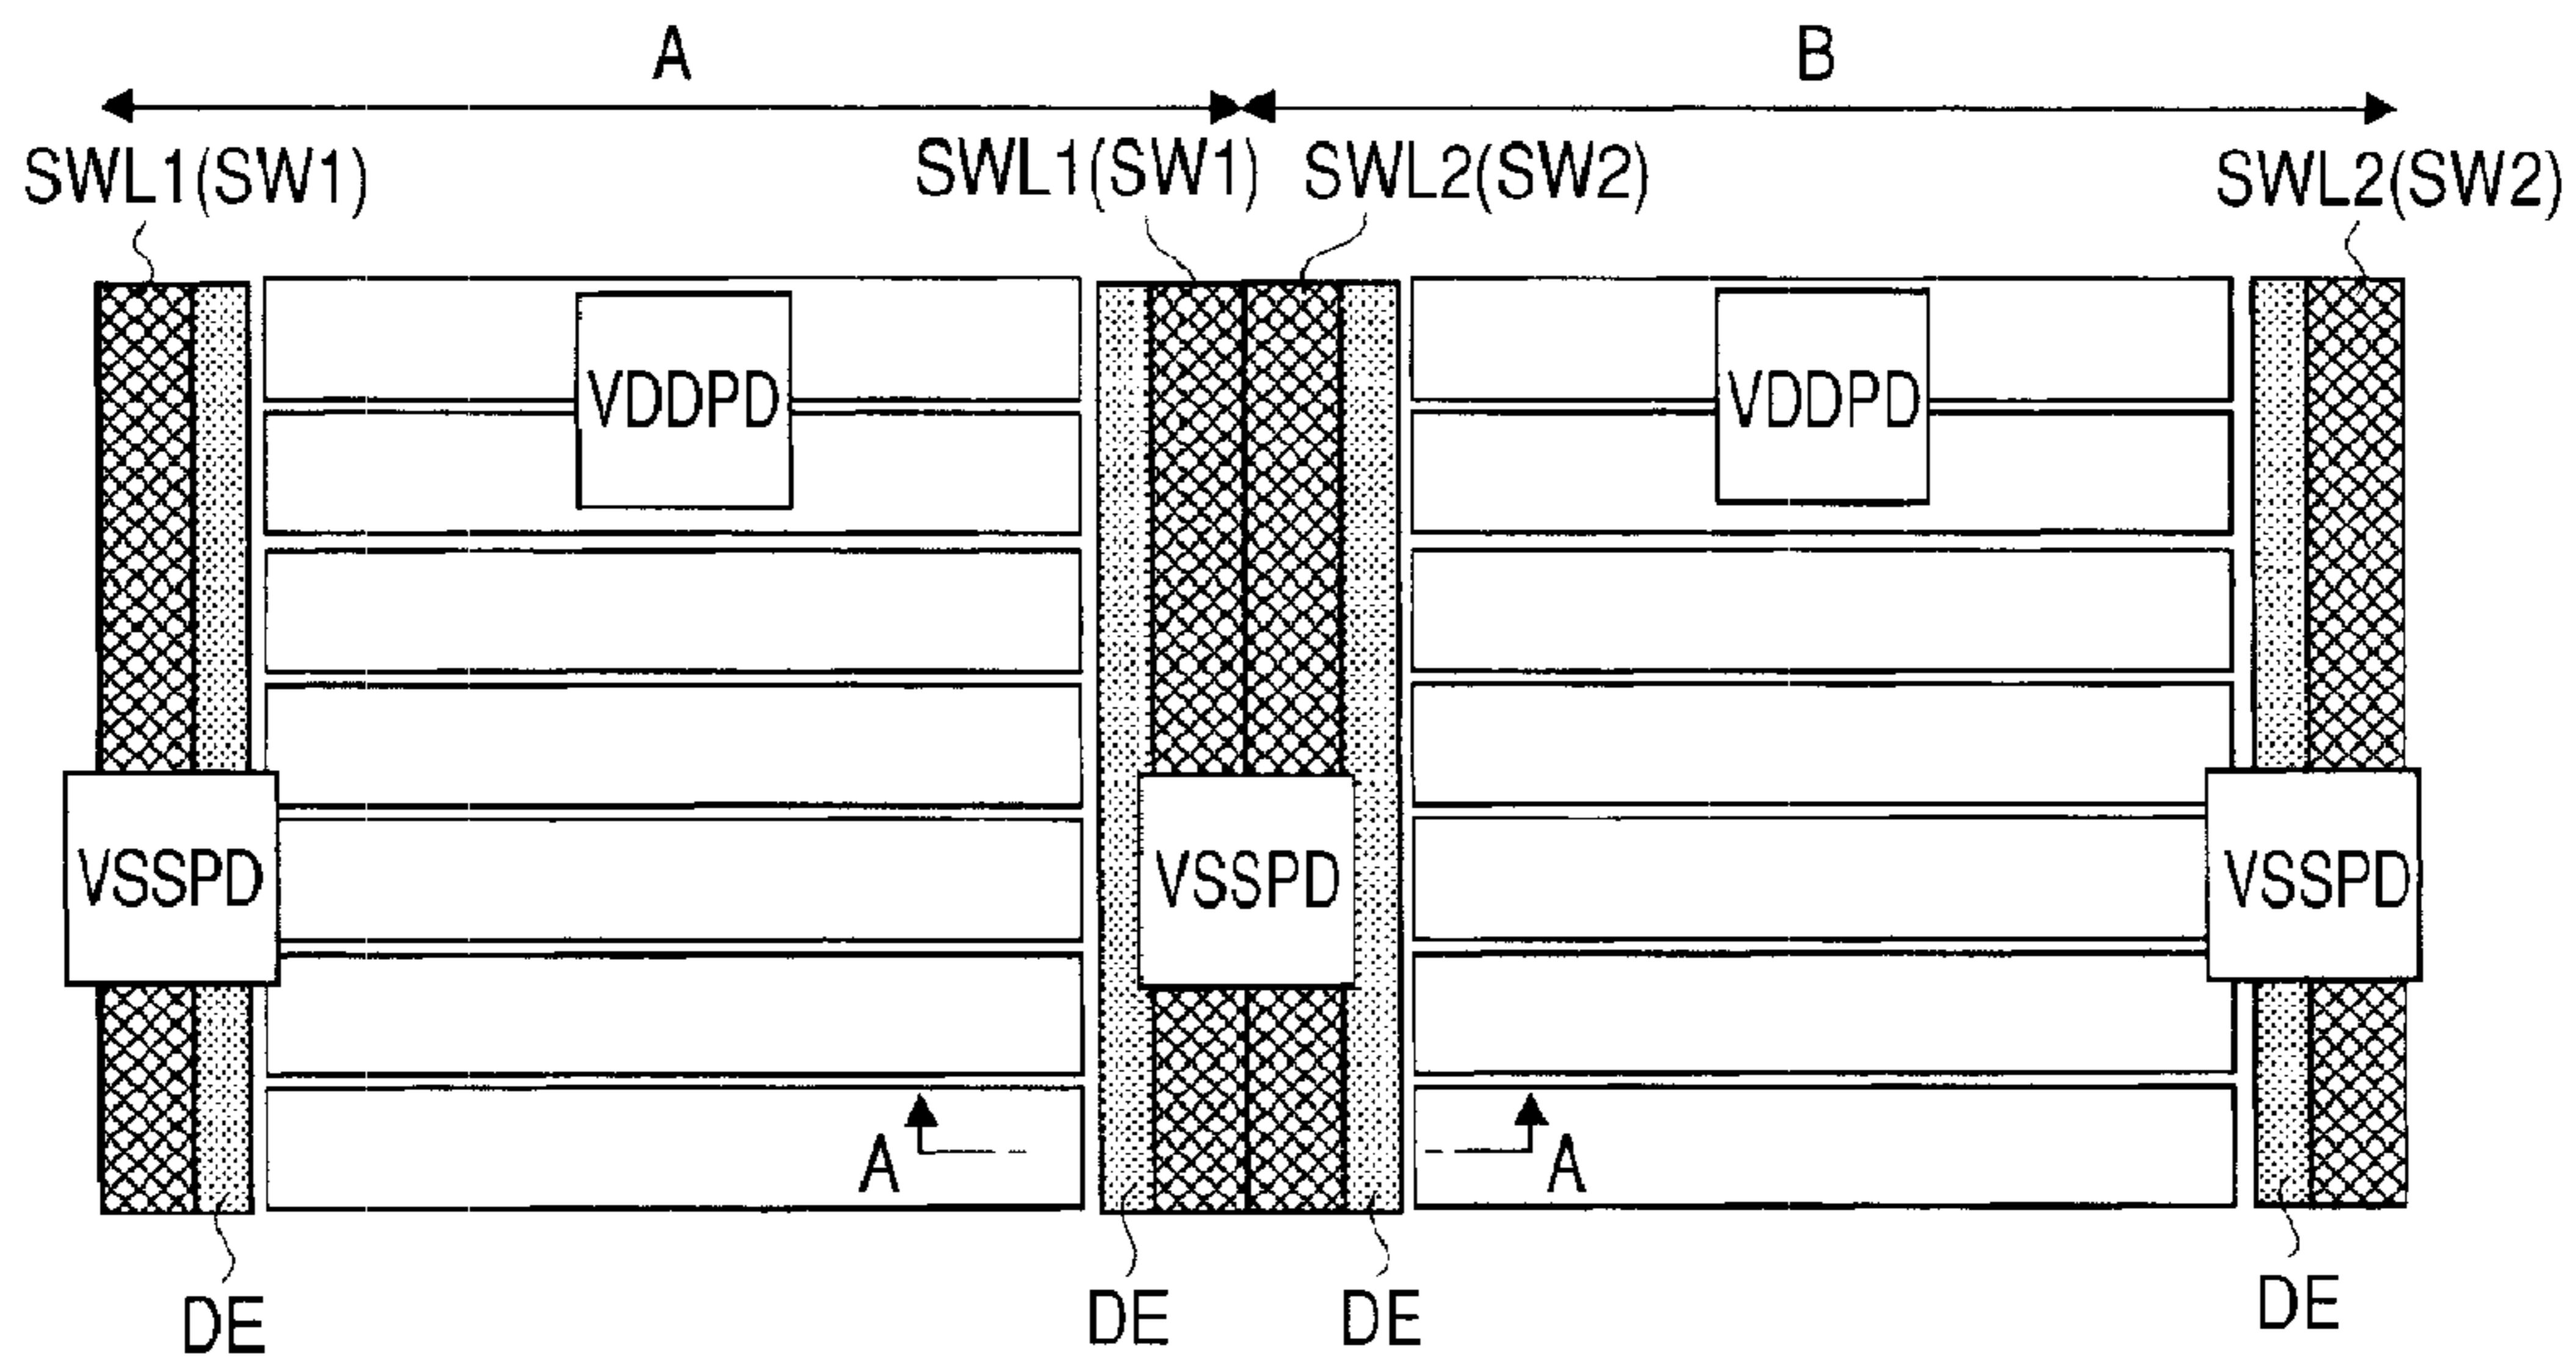 A
B
SWL1(SW1)
SWL1(SW1)
SWL2(SW2)
SWL2(SW2)
VDDPD
VDDPD
VSSPD
VSSPD
VSSPD
A
A
DE
DE
DE
DE